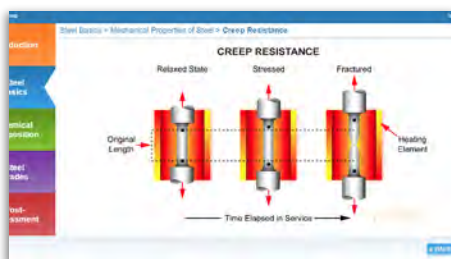 Steel Basics > Mechanical Properties of Steel > Creep Resistance
CREEP RESISTANCE
Relaxed State
Stressed
Fractured
Original
Length
Heating
Element
Time Elapsed in Service